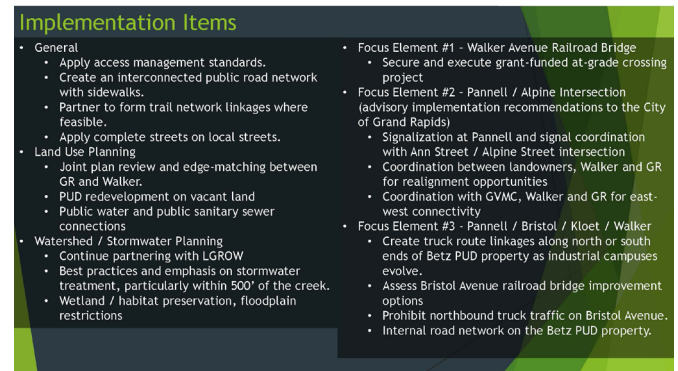 Implementation Items
• General
• Apply access management standards.
• Create an interconnected public road network
with sidewalks.
• Partner to form trail network linkages where
feasible.
• Apply complete streets on local streets.
• Land Use Planning
• Joint plan review and edge-matching between
GR and Walker.
• PUD redevelopment on vacant land
• Public water and public sanitary sewer
connections
• Watershed / Stormwater Planning
• Continue partnering with LGROW
• Best practices and emphasis on stormwater
treatment, particularly within 500' of the creek.
• Wetland / habitat preservation, floodplain
restrictions
• Focus Element #1 - Walker Avenue Railroad Bridge
• Secure and execute grant-funded at-grade crossing
project
• Focus Element #2 - Pannell / Alpine Intersection
(advisory implementation recommendations to the City
of Grand Rapids)
• Signalization at Pannell and signal coordination
with Ann Street / Alpine Street intersection
• Coordination between landowners, Walker and GR
for realignment opportunities
• Coordination with GVMC, Walker and GR for east-
west connectivity
• Focus Element #3 - Pannell / Bristol / Kloet / Walker
• Create truck route linkages along north or south
ends of Betz PUD property as industrial campuses
evolve.
• Assess Bristol Avenue railroad bridge improvement
options
• Prohibit northbound truck traffic on Bristol Avenue.
• Internal road network on the Betz PUD property.